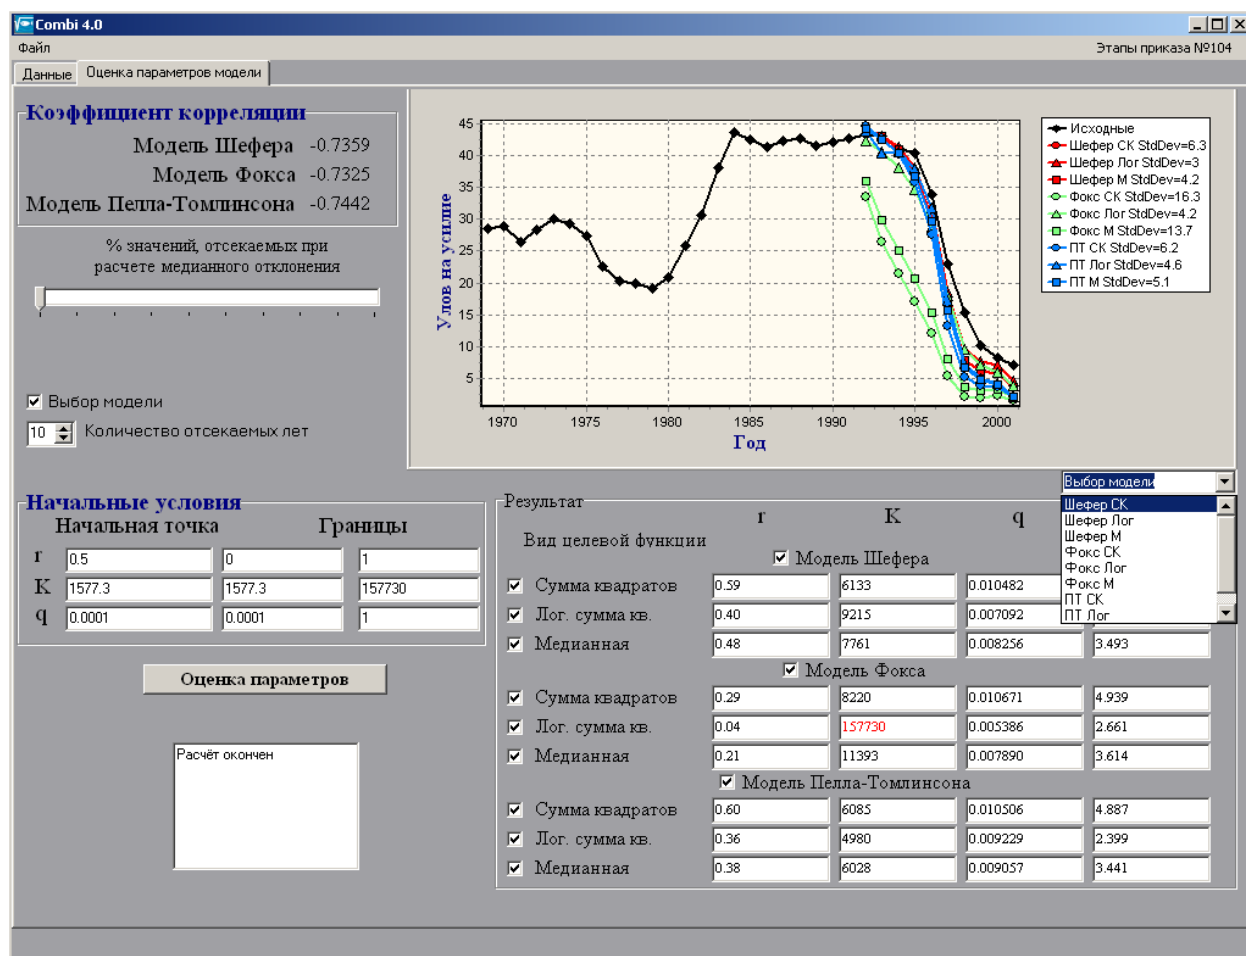 Combi 4.0
Файл
Этапы приказа №104
Данные
Оценка параметров модели
Коэффициент корреляции
Модель Шефера -0.7359
Модель Фокса -0.7325
Модель Пелла-Томлинсона -0.7442
% значений, отсекаемых при
расчете медианного отклонения
Выбор модели
10 Количество отсекаемых лет
Улов на усилие
45
40
35
30
25
20
15
10
5
1970 1975 1980 1985 1990 1995 2000
Год
Исходные
Шефер СК StdDev=6.3
Шефер Лог StdDev=3
Шефер М StdDev=4.2
Фокс СК StdDev=16.3
Фокс Лог StdDev=4.2
Фокс М StdDev=13.7
ПТ СК StdDev=6.2
ПТ Лог StdDev=4.6
ПТ М StdDev=5.1
Начальные условия
Начальная точка Границы
r 0.5 0 1
K 1577.3 1577.3 157730
q 0.0001 0.0001 1
Оценка параметров
Расчёт окончен
Выбор модели
Шефер СК
Шефер Лог
Шефер М
Фокс СК
Фокс Лог
Фокс М
ПТ СК
ПТ Лог
Результат
r K q
Вид целевой функции
Модель Шефера
Сумма квадратов 0.59 6133 0.010482
Лог. сумма кв. 0.40 9215 0.007092
Медианная 0.48 7761 0.008256 3.493
Модель Фокса
Сумма квадратов 0.29 8220 0.010671 4.939
Лог. сумма кв. 0.04 157730 0.005386 2.661
Медианная 0.21 11393 0.007890 3.614
Модель Пелла-Томлинсона
Сумма квадратов 0.60 6085 0.010506 4.887
Лог. сумма кв. 0.36 4980 0.009229 2.399
Медианная 0.38 6028 0.009057 3.441